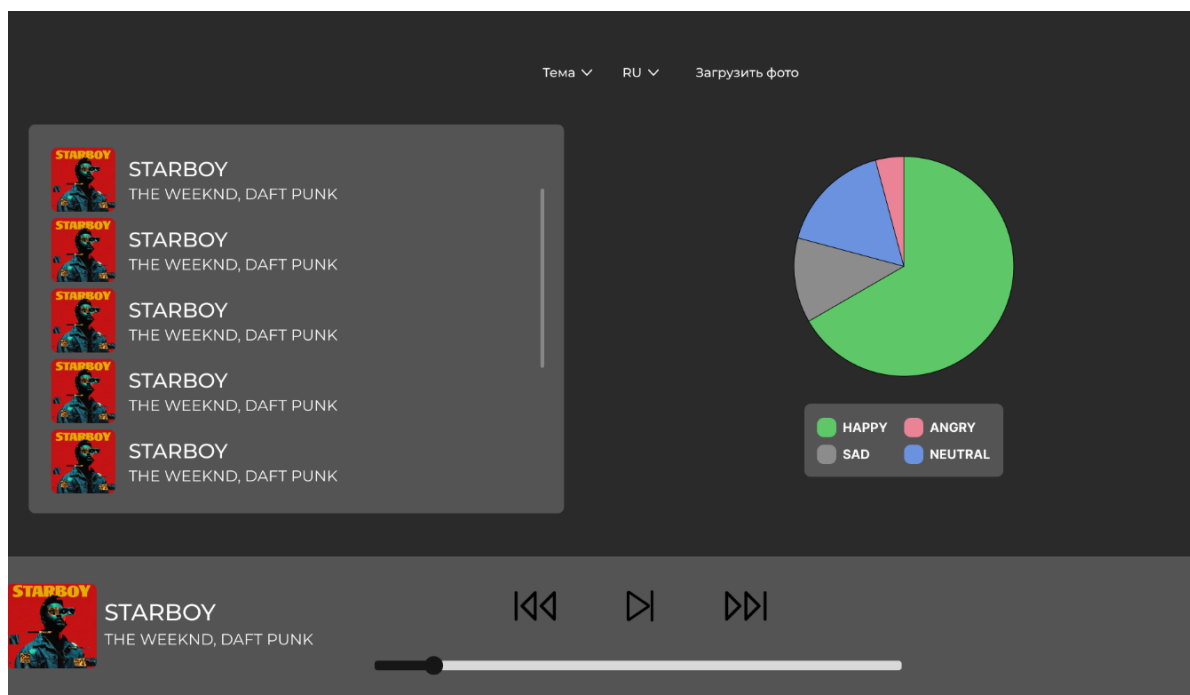 Тема RU Загрузить фото
STARBOY
STARBOY
THE WEEKND, DAFT PUNK
STARBOY
STARBOY
THE WEEKND, DAFT PUNK
STARBOY
STARBOY
THE WEEKND, DAFT PUNK
STARBOY
STARBOY
THE WEEKND, DAFT PUNK
STARBOY
STARBOY
THE WEEKND, DAFT PUNK
HAPPY ANGRY
SAD NEUTRAL
STARBOY
STARBOY
THE WEEKND, DAFT PUNK